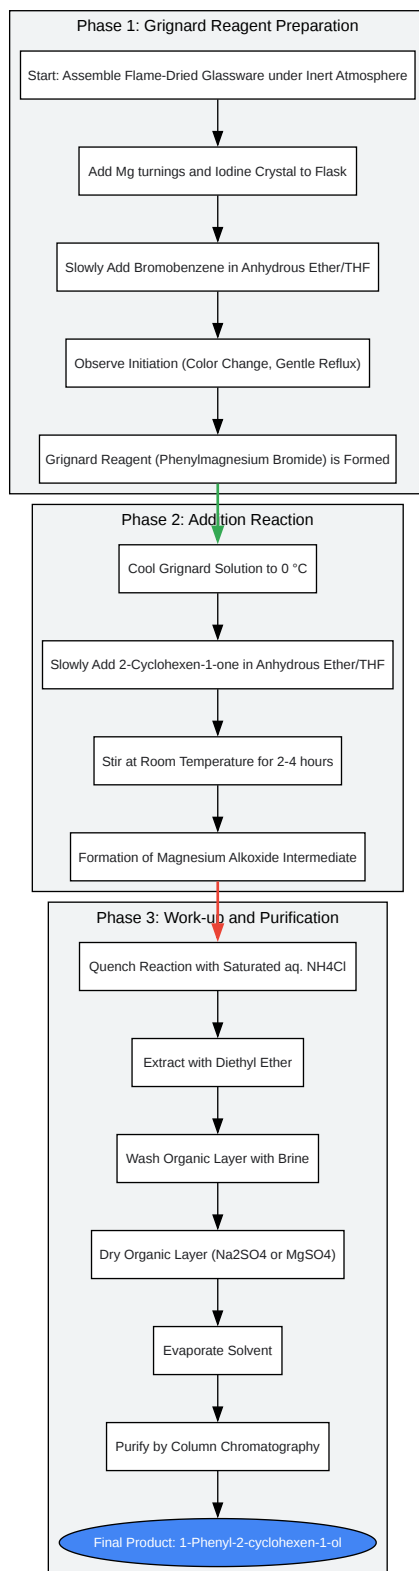 Phase 1: Grignard Reagent Preparation
Start: Assemble Flame-Dried Glassware under Inert Atmosphere
Add Mg turnings and Iodine Crystal to Flask
Slowly Add Bromobenzene in Anhydrous Ether/THF
Observe Initiation (Color Change, Gentle Reflux)
Grignard Reagent (Phenylmagnesium Bromide) is Formed
Phase 2: Addition Reaction
Cool Grignard Solution to 0 °C
Slowly Add 2-Cyclohexen-1-one in Anhydrous Ether/THF
Stir at Room Temperature for 2-4 hours
Formation of Magnesium Alkoxide Intermediate
Phase 3: Work-up and Purification
Quench Reaction with Saturated aq. NH4Cl
Extract with Diethyl Ether
Wash Organic Layer with Brine
Dry Organic Layer (Na2SO4 or MgSO4)
Evaporate Solvent
Purify by Column Chromatography
Final Product: 1-Phenyl-2-cyclohexen-1-ol